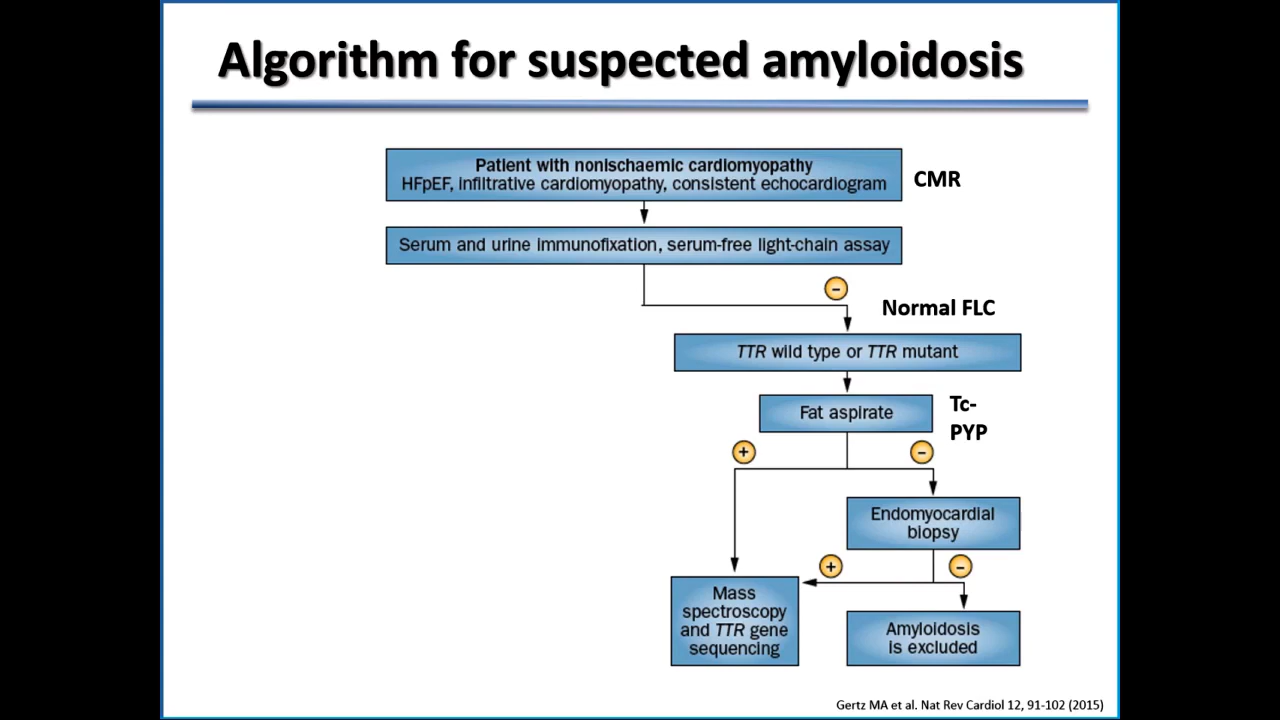 Algorithm for suspected amyloidosis
Patient with nonischaemic cardiomyopathy
HFpEF, infiltrative cardiomyopathy, consistent echocardiogram
CMR
Serum and urine immunofixation, serum-free light-chain assay
−
Normal FLC
TTR wild type or TTR mutant
Fat aspirate
Tc-
PYP
+
−
Endomyocardial
biopsy
+
−
Mass
spectroscopy
and TTR gene
sequencing
Amyloidosis
is excluded
Gertz MA et al. Nat Rev Cardiol 12, 91-102 (2015)